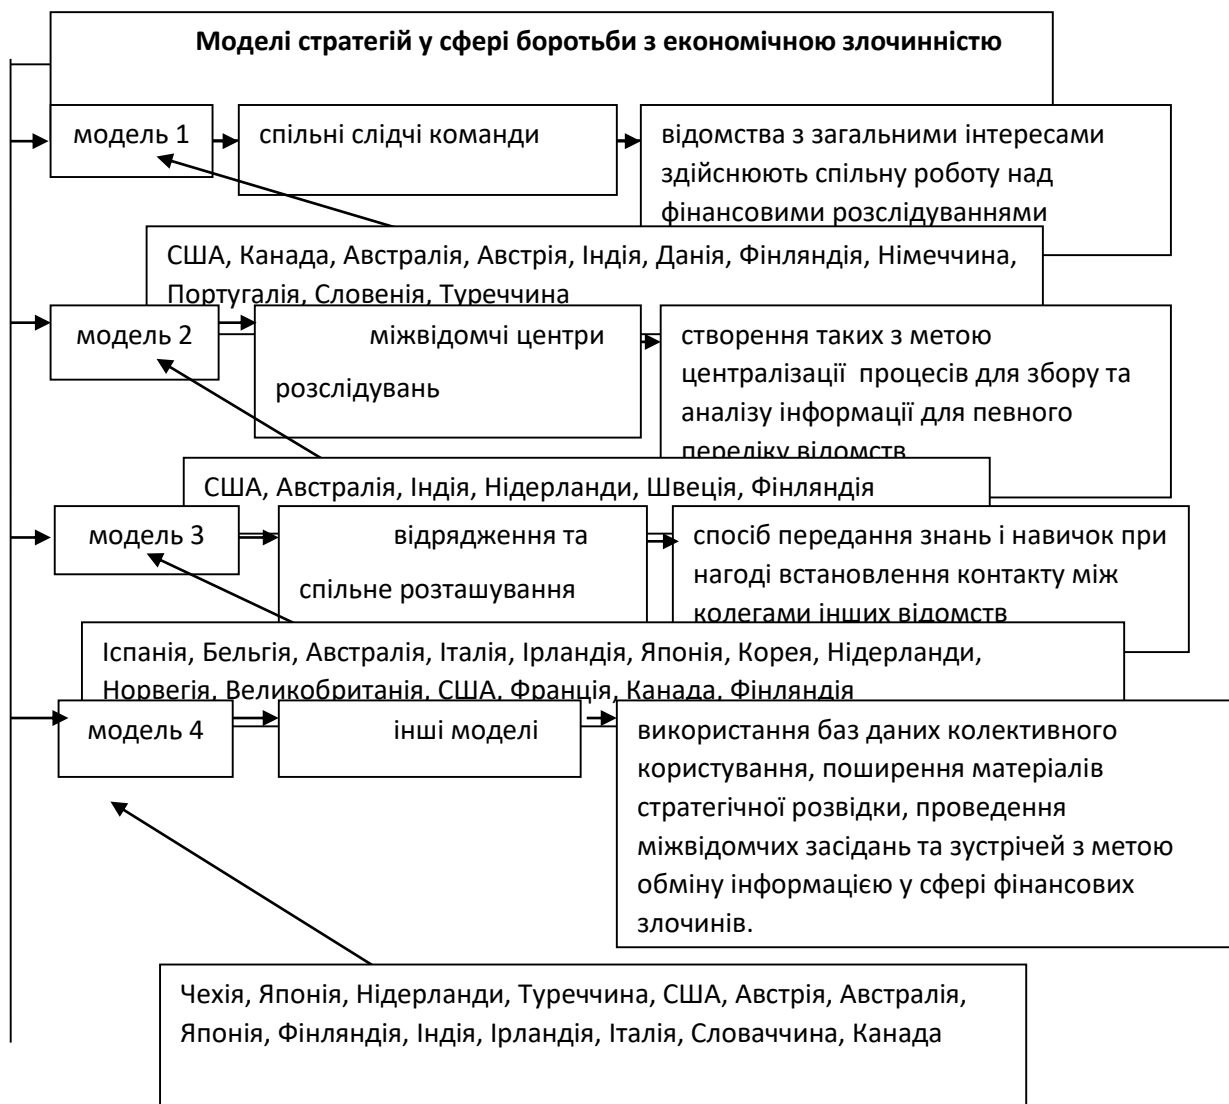 Моделі стратегій у сфері боротьби з економічною злочинністю
модель 1
спільні слідчі команди
відомства з загальними інтересами
здійснюють спільну роботу над
фінансовими розслідуваннями
США, Канада, Австралія, Австрія, Індія, Данія, Фінляндія, Німеччина,
Португалія, Словенія, Туреччина
модель 2
міжвідомчі центри
розслідувань
створення таких з метою
централізації процесів для збору та
аналізу інформації для певного
переліку відомств
США, Австралія, Індія, Нідерланди, Швеція, Фінляндія
модель 3
відрядження та
спільне розташування
спосіб передання знань і навичок при
нагоді встановлення контакту між
колегами інших відомств
Іспанія, Бельгія, Австралія, Італія, Ірландія, Японія, Корея, Нідерланди,
Норвегія, Великобританія, США, Франція, Канада, Фінляндія
модель 4
інші моделі
використання баз даних колективного
користування, поширення матеріалів
стратегічної розвідки, проведення
міжвідомчих засідань та зустрічей з метою
обміну інформацією у сфері фінансових
злочинів.
Чехія, Японія, Нідерланди, Туреччина, США, Австрія, Австралія,
Японія, Фінляндія, Індія, Ірландія, Італія, Словаччина, Канада